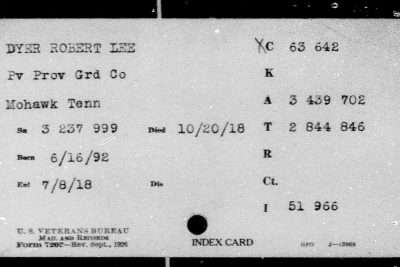 DYER ROBERT LEE
Pv Prov Grd Co
Mohawk Tenn
Sn 3 237 999 Died 10/20/18
Born 6/16/92
Enl 7/8/18 Dis
XC 63 642
K
A 3 439 702
T 2 844 846
R
Ct.
I 51 966
U. S. VETERANS BUREAU
MAIL AND RECORDS
Form 7202—Rev. Sept., 1926
INDEX CARD
GPO